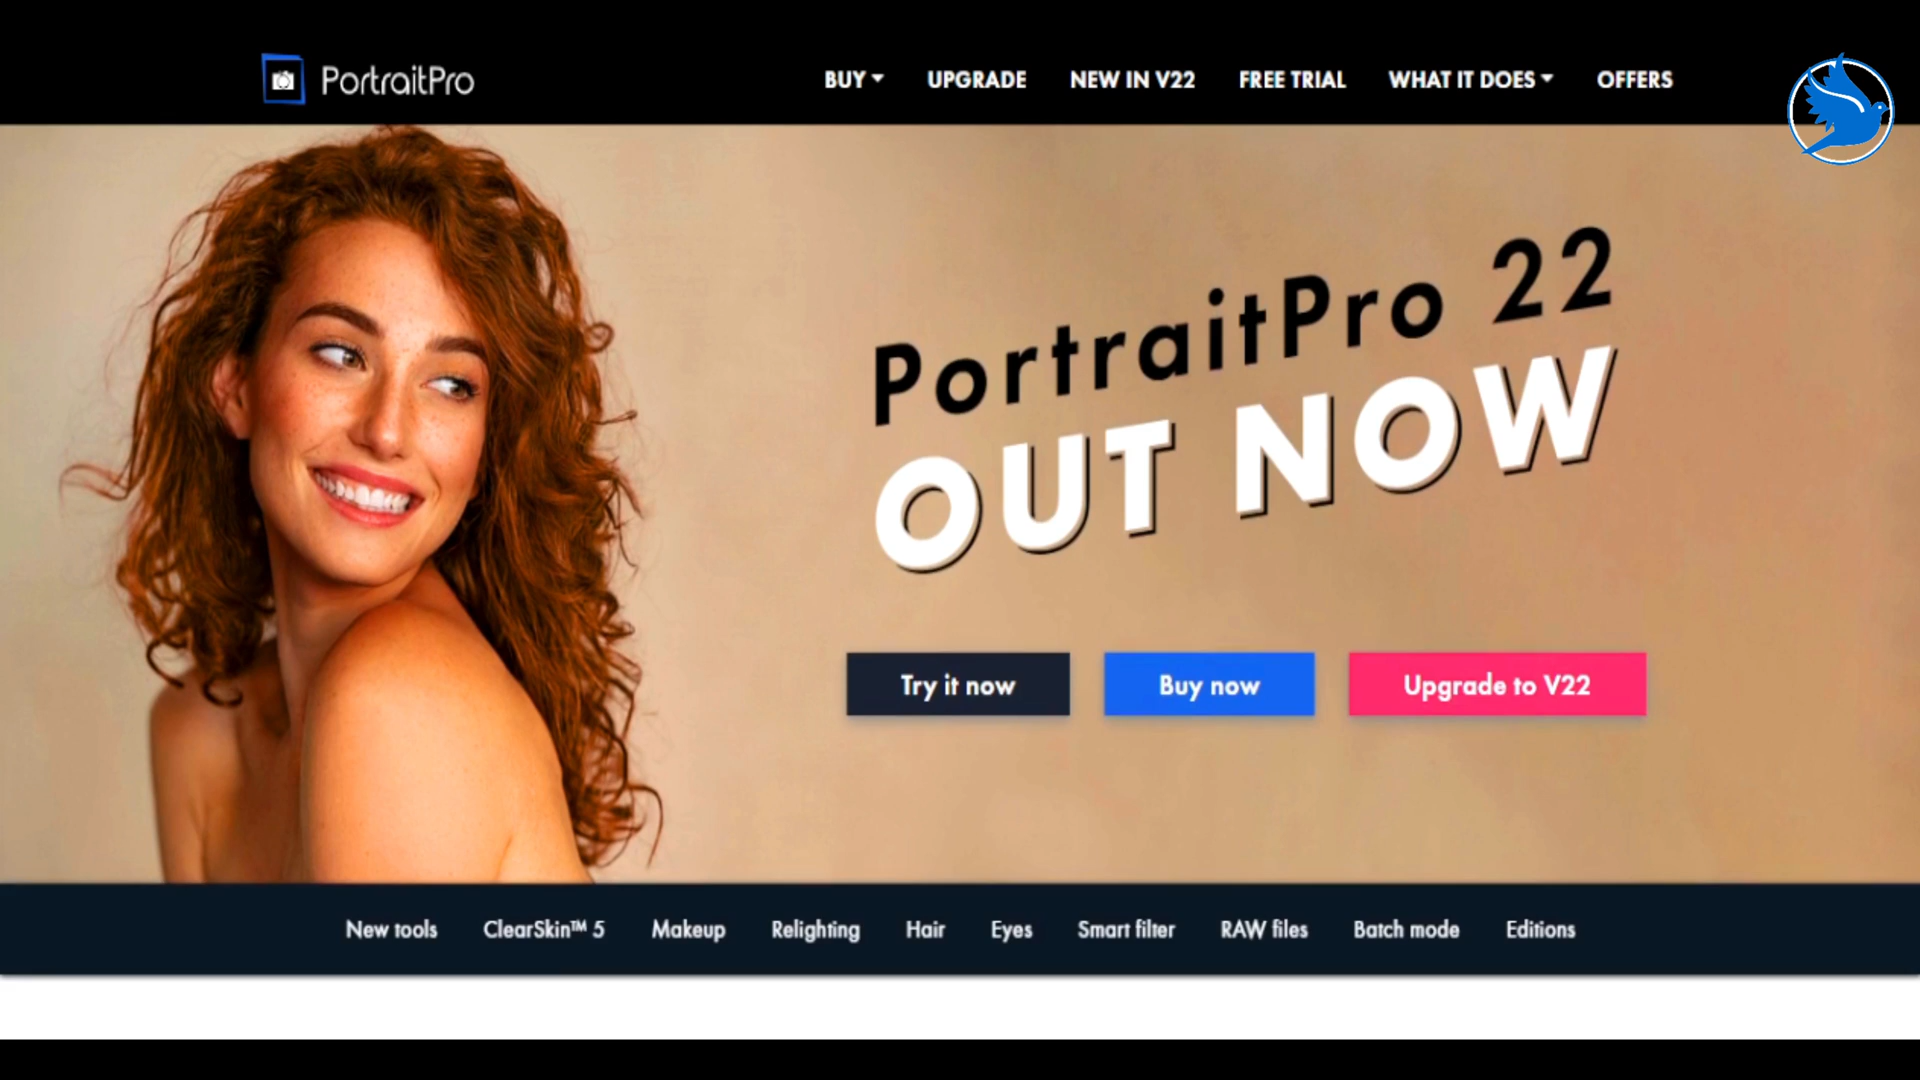 PortraitPro
BUY UPGRADE NEW IN V22 FREE TRIAL WHAT IT DOES OFFERS
PortraitPro 22
OUT NOW
Try it now Buy now Upgrade to V22
New tools ClearSkin™ 5 Makeup Relighting Hair Eyes Smart filter RAW files Batch mode Editions